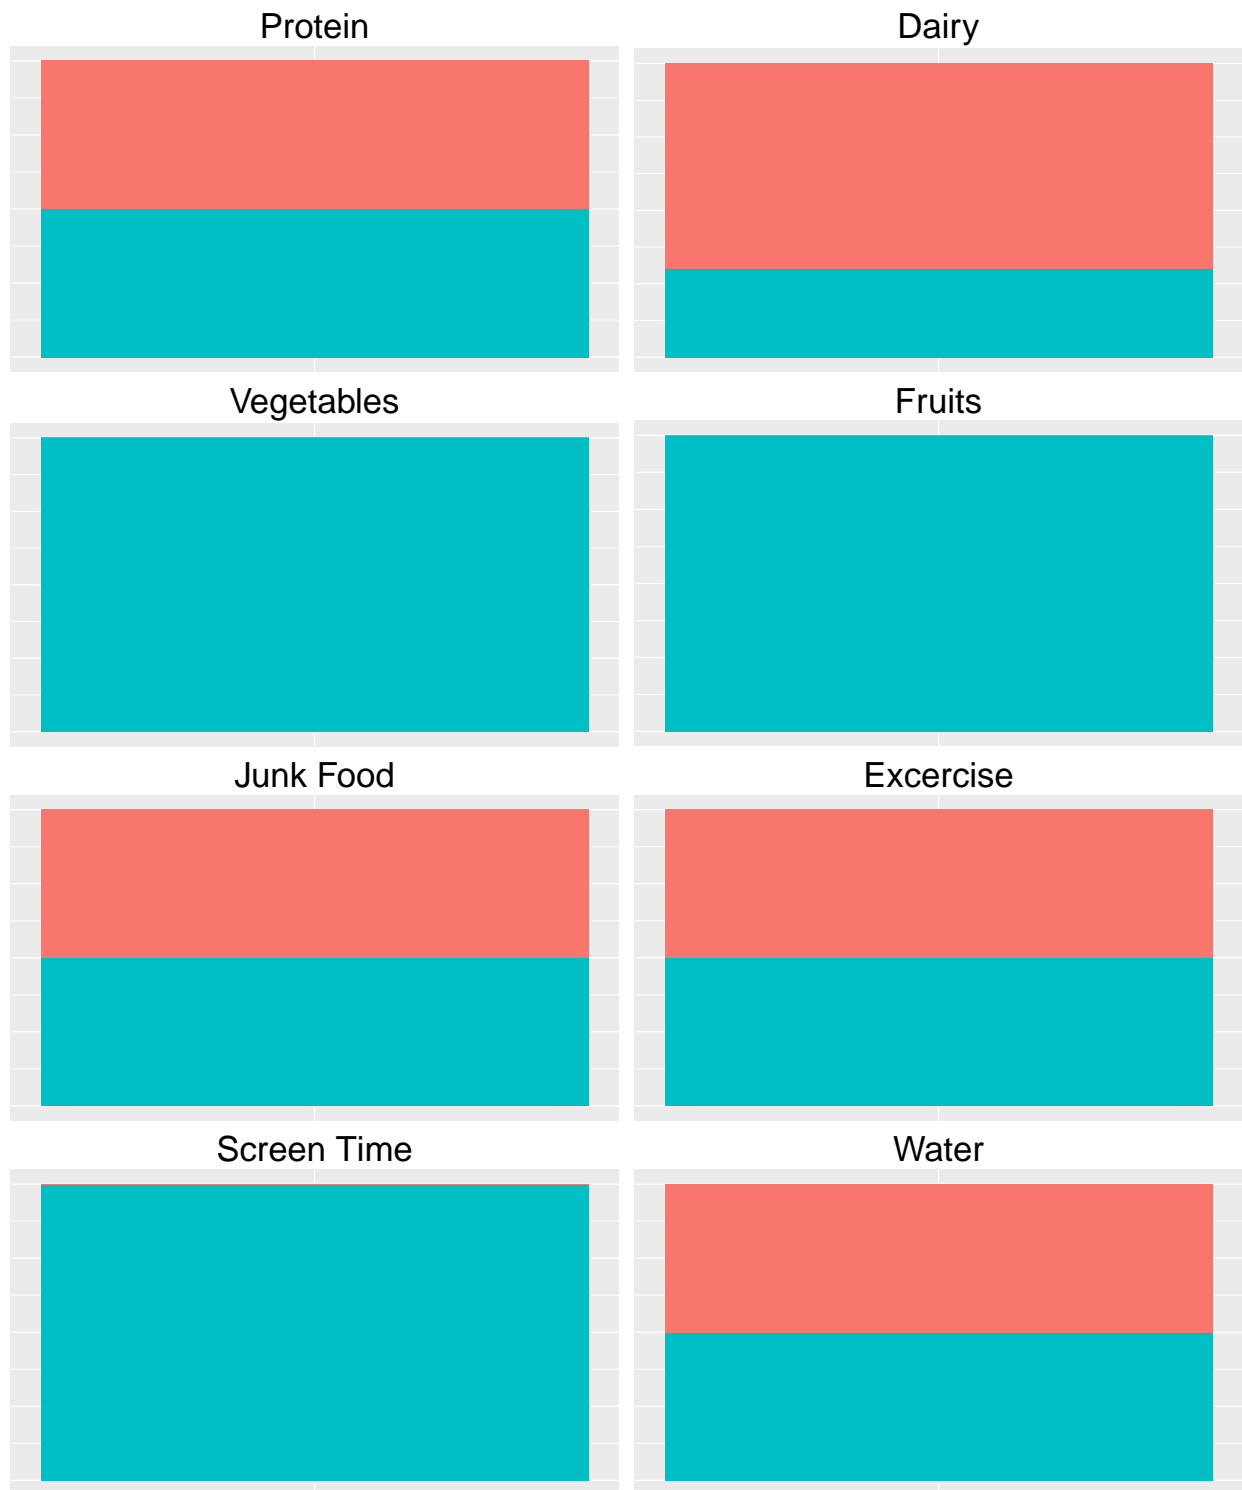 Protein
Dairy
Vegetables
Fruits
Junk Food
Excercise
Screen Time
Water